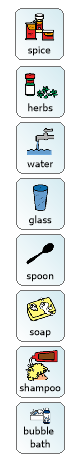 spice
herbs
water
glass
spoon
soap
shampoo
bubble
bath